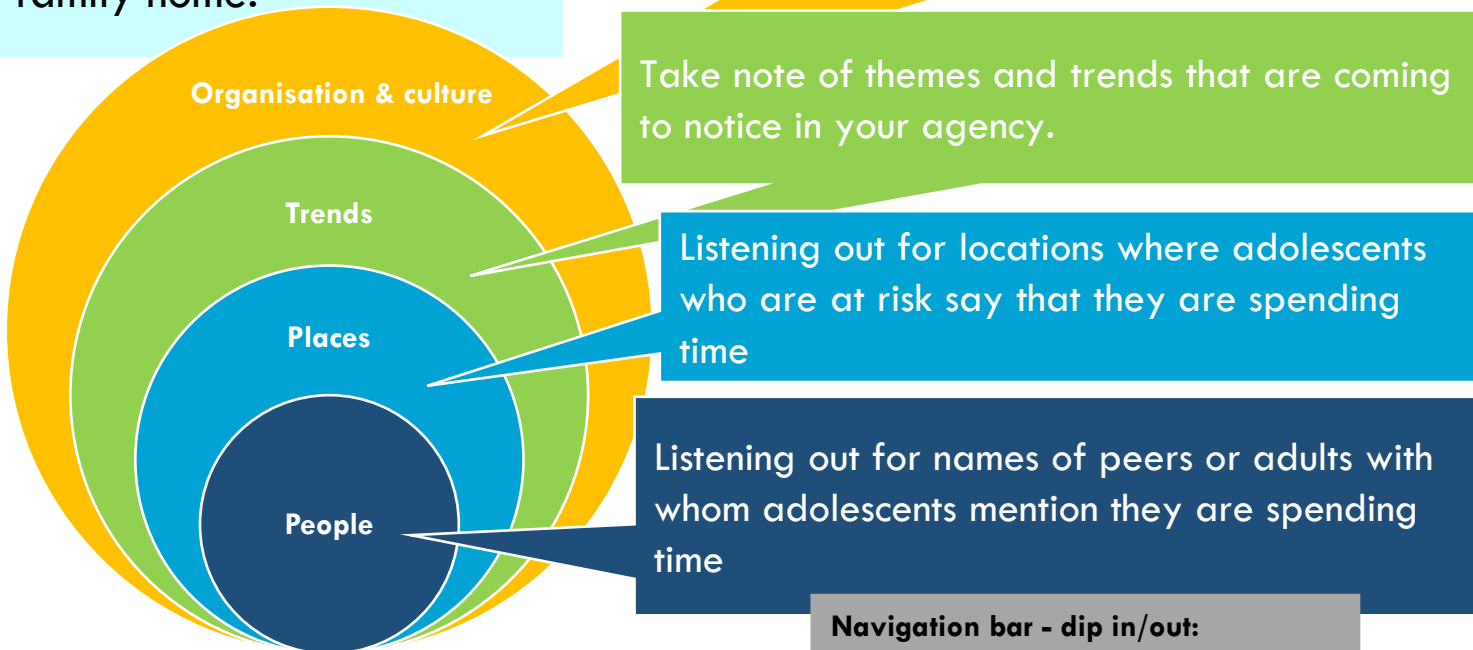 family home.
Organisation & culture
Take note of themes and trends that are coming
to notice in your agency.
Trends
Listening out for locations where adolescents
who are at risk say that they are spending
time
Places
Listening out for names of peers or adults with
whom adolescents mention they are spending
time
People
Navigation bar - dip in/out: